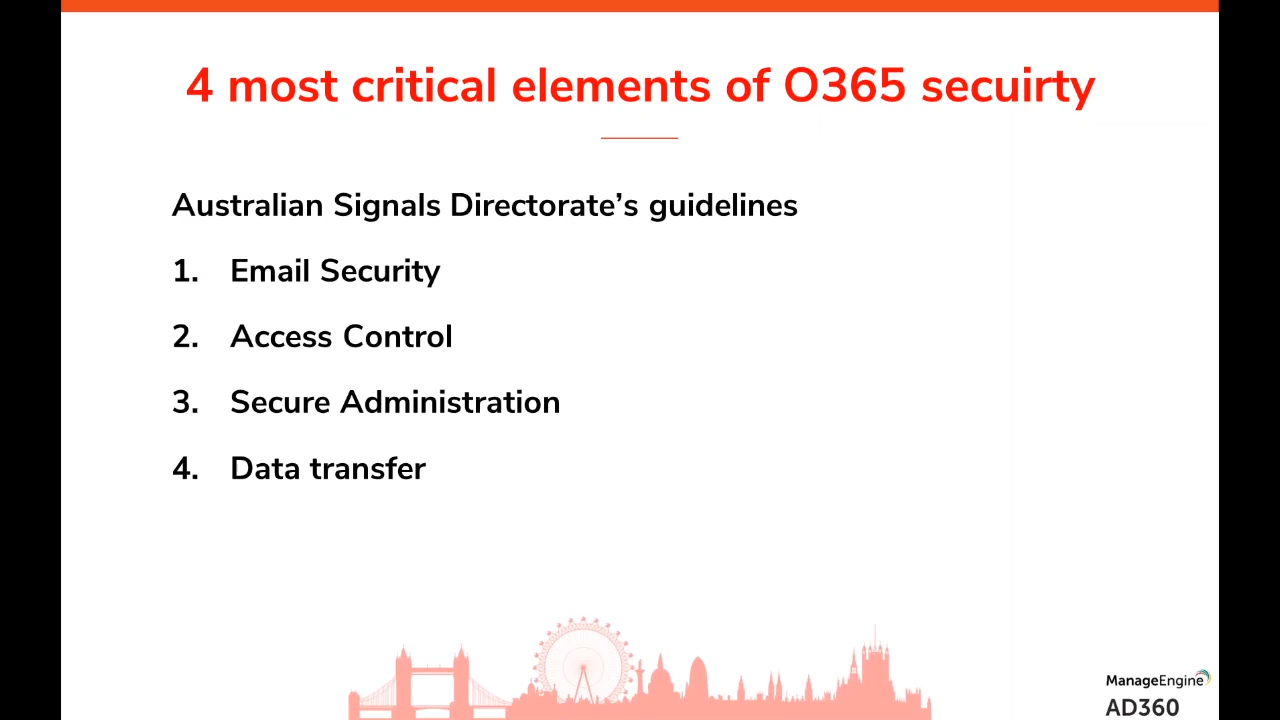 4 most critical elements of O365 secuirty
Australian Signals Directorate’s guidelines
1. Email Security
2. Access Control
3. Secure Administration
4. Data transfer
ManageEngine
AD360